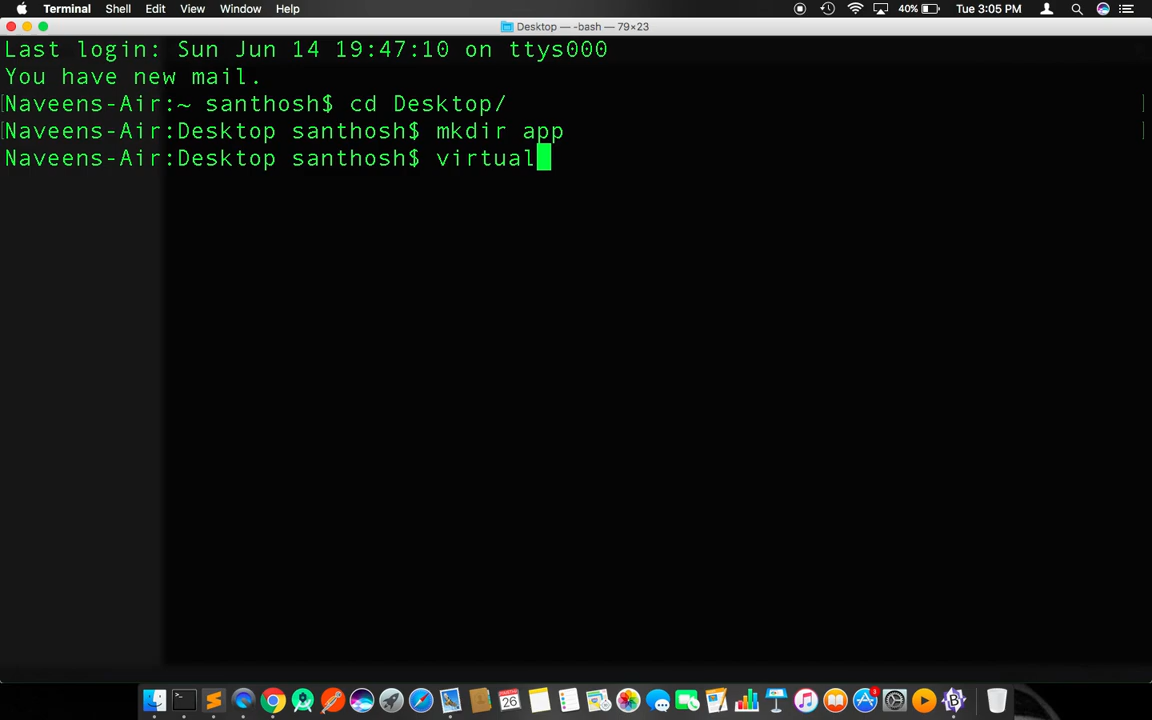 Terminal Shell Edit View Window Help 40% Tue 3:05 PM
Desktop — -bash — 79×23
Last login: Sun Jun 14 19:47:10 on ttys000
You have new mail.
[Naveens-Air:~ santhosh$ cd Desktop/ ]
[Naveens-Air:Desktop santhosh$ mkdir app ]
Naveens-Air:Desktop santhosh$ virtual
26
3